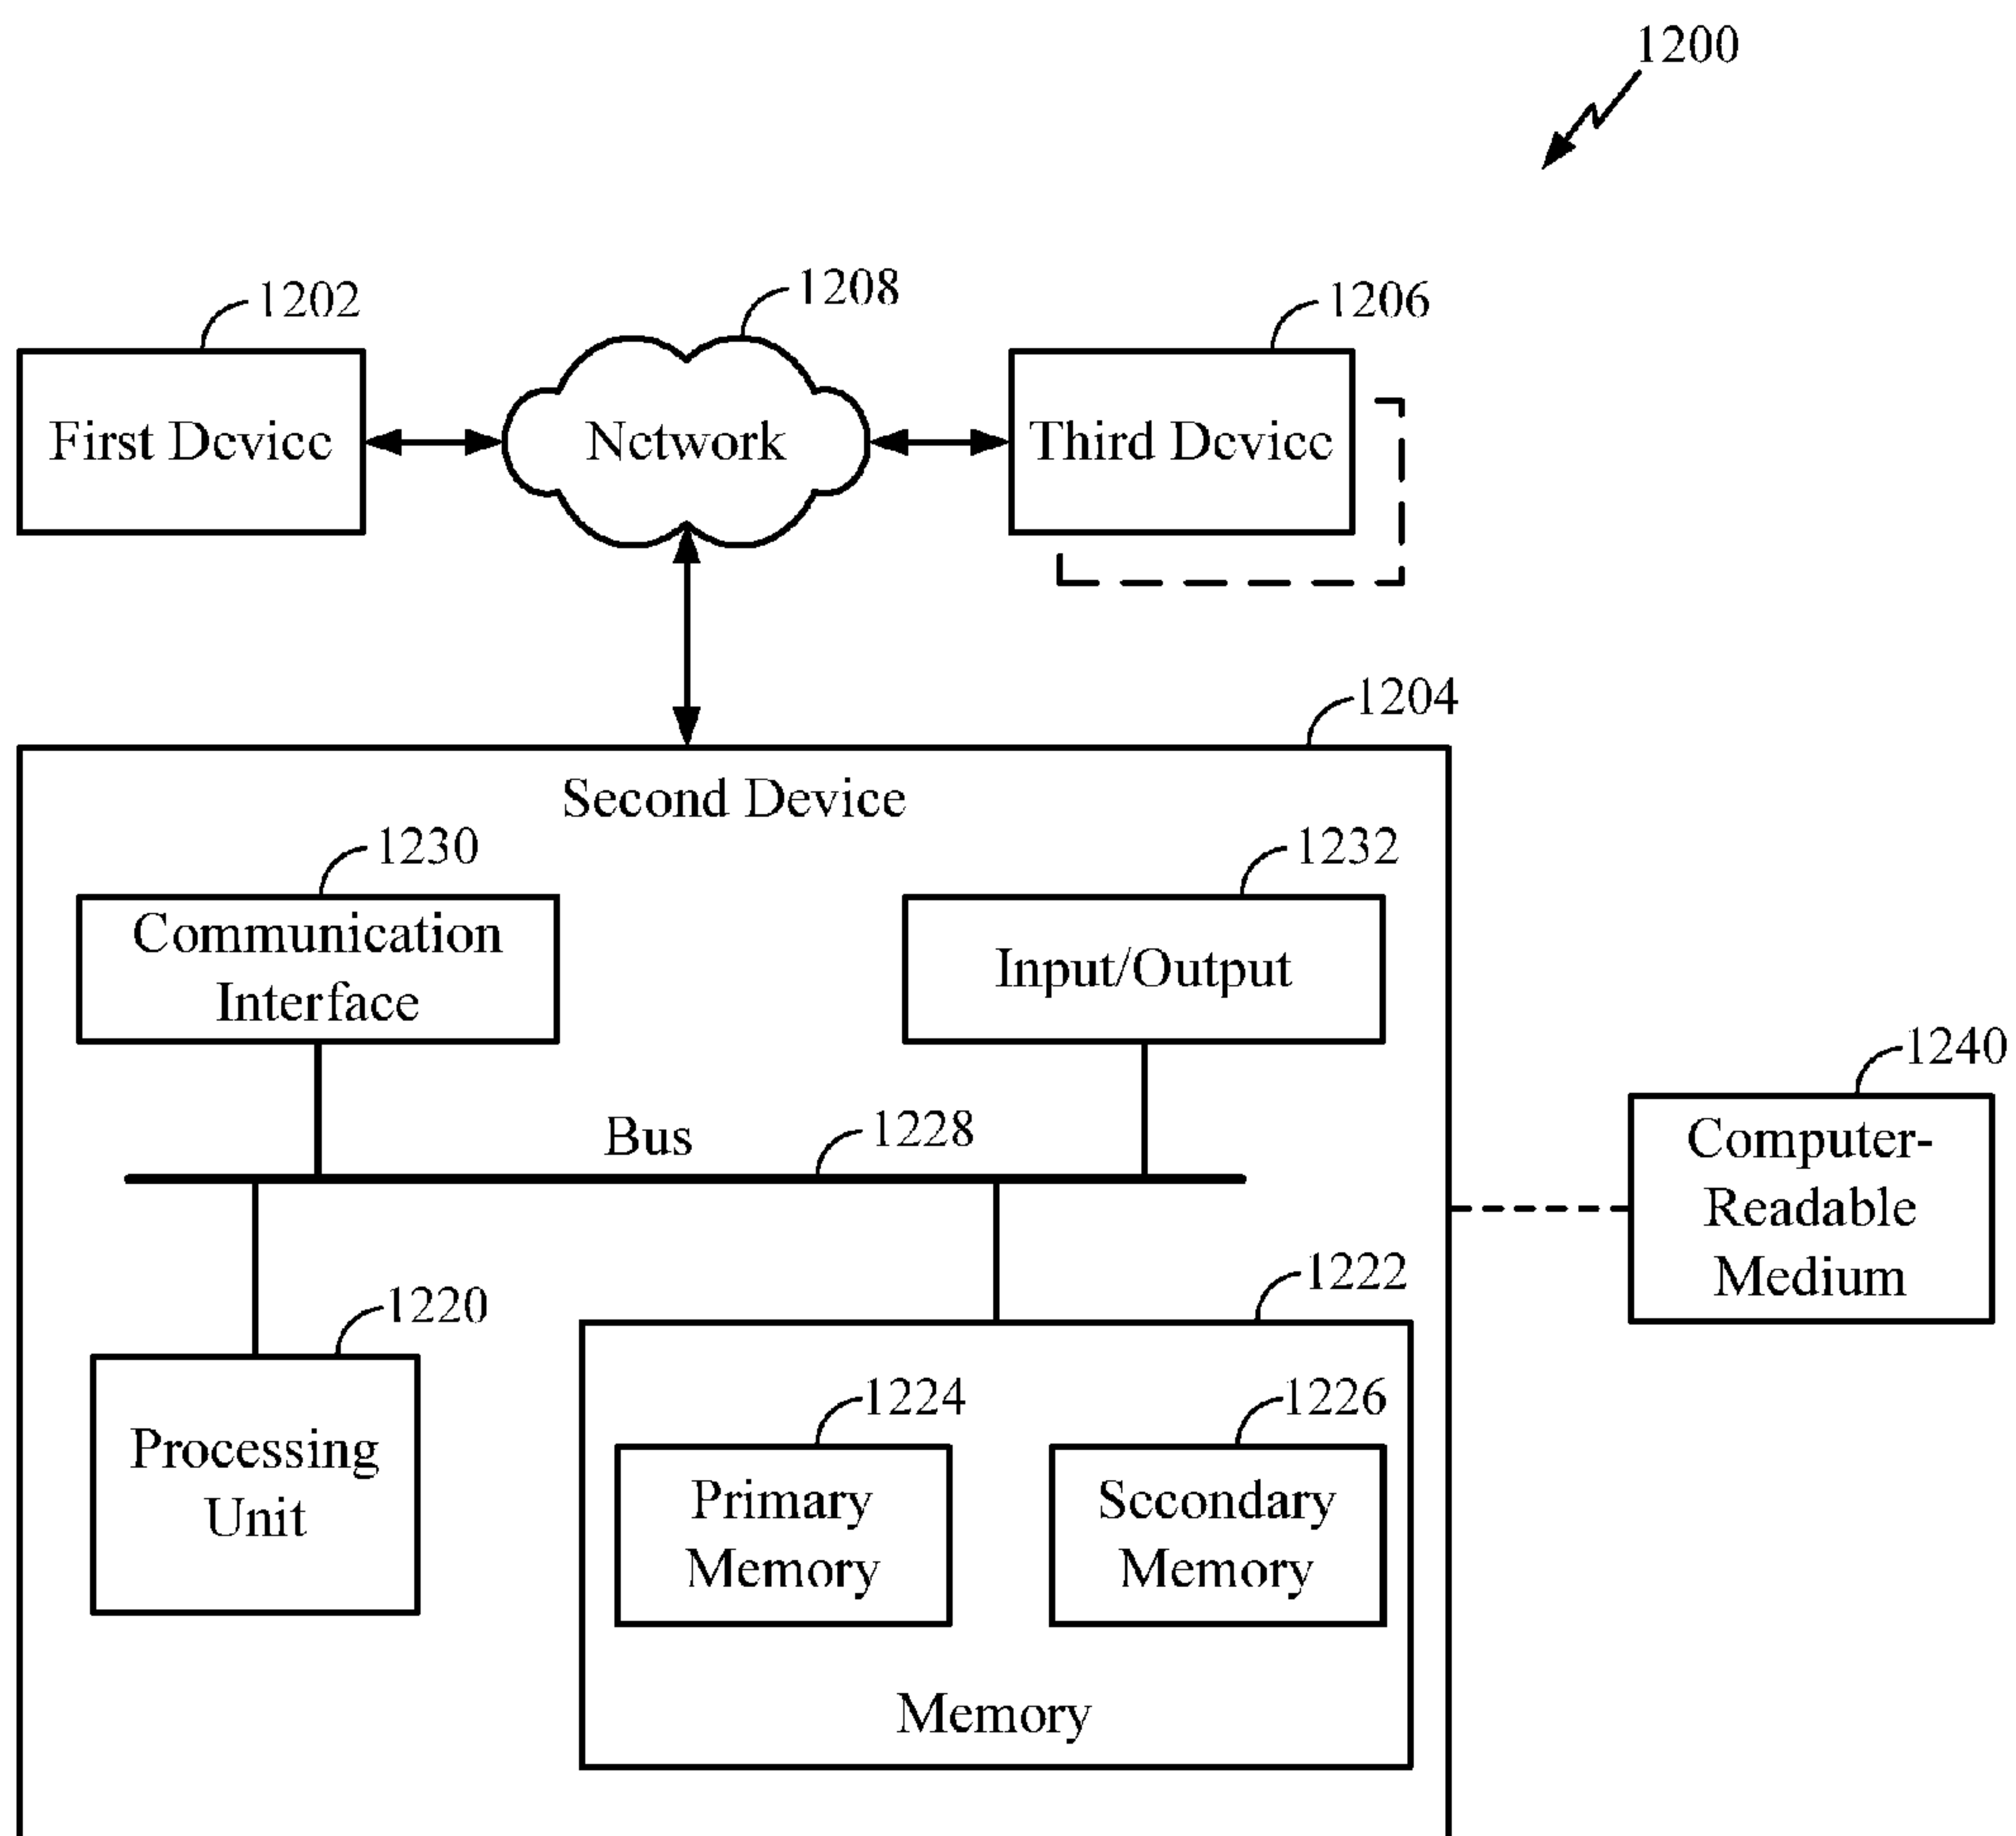 1200
1202
1208
1206
First Device
Network
Third Device
1204
Second Device
1230
1232
Communication
Interface
Input/Output
1240
Computer-
Readable
Medium
Bus
1228
1222
1220
Processing
Unit
1224
1226
Primary
Memory
Secondary
Memory
Memory